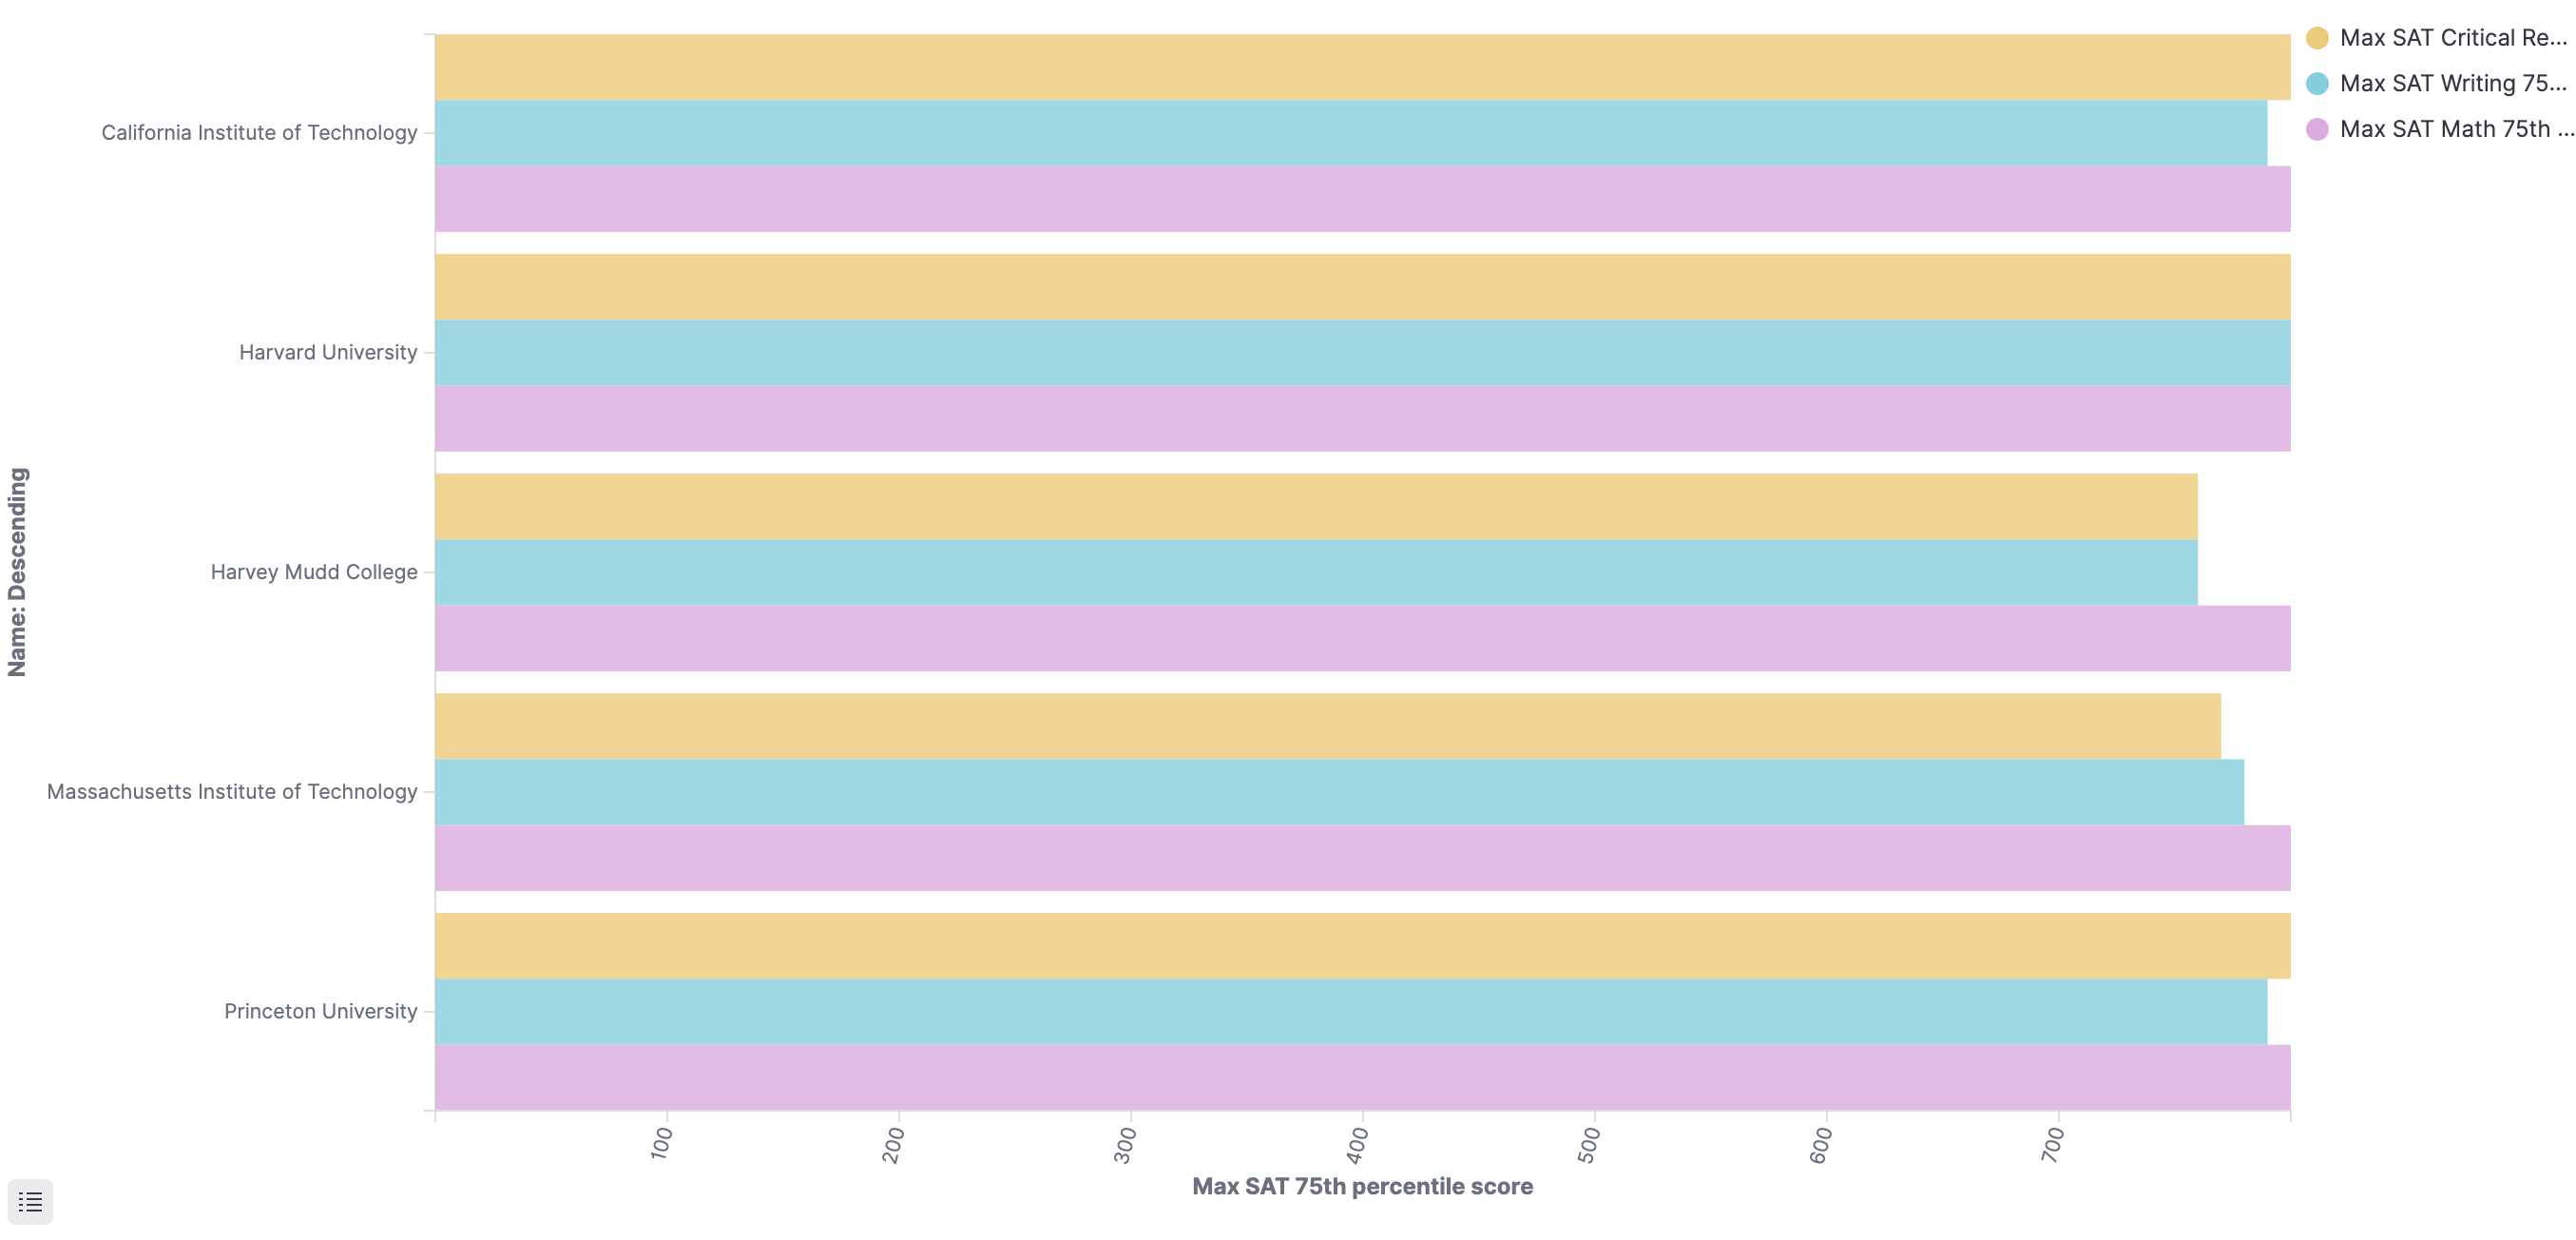 Max SAT Critical Re...
Max SAT Writing 75...
Max SAT Math 75th ...
Name: Descending
California Institute of Technology
Harvard University
Harvey Mudd College
Massachusetts Institute of Technology
Princeton University
100 200 300 400 500 600 700
Max SAT 75th percentile score